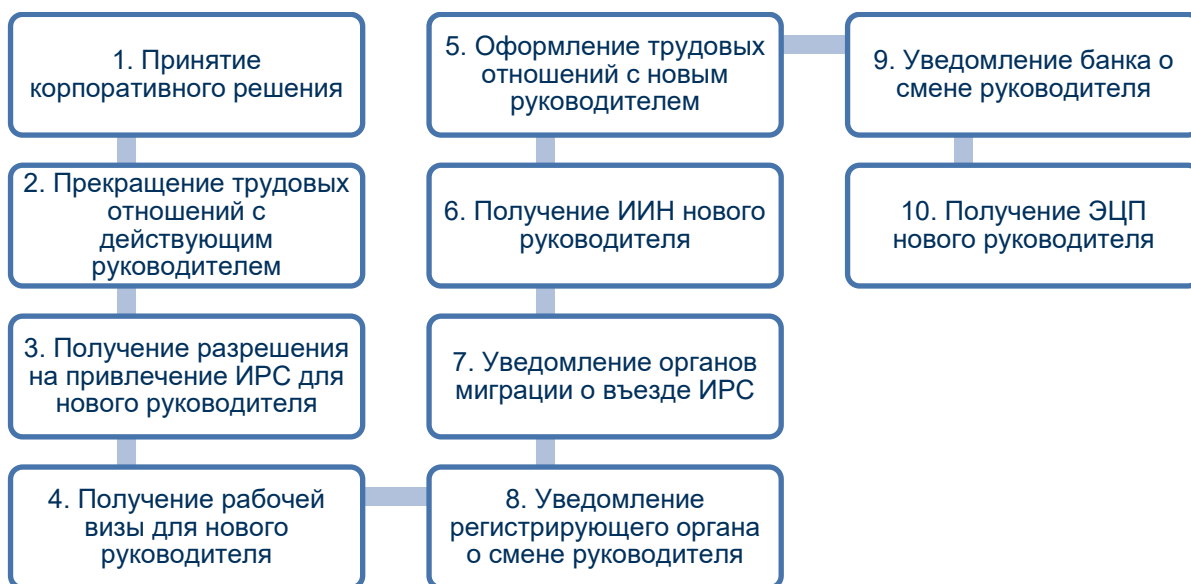 1. Принятие
корпоративного решения
2. Прекращение трудовых
отношений с
действующим
руководителем
3. Получение разрешения
на привлечение ИРС для
нового руководителя
4. Получение рабочей
визы для нового
руководителя
5. Оформление трудовых
отношений с новым
руководителем
6. Получение ИИН нового
руководителя
7. Уведомление органов
миграции о въезде ИРС
8. Уведомление
регистрирующего органа
о смене руководителя
9. Уведомление банка о
смене руководителя
10. Получение ЭЦП
нового руководителя